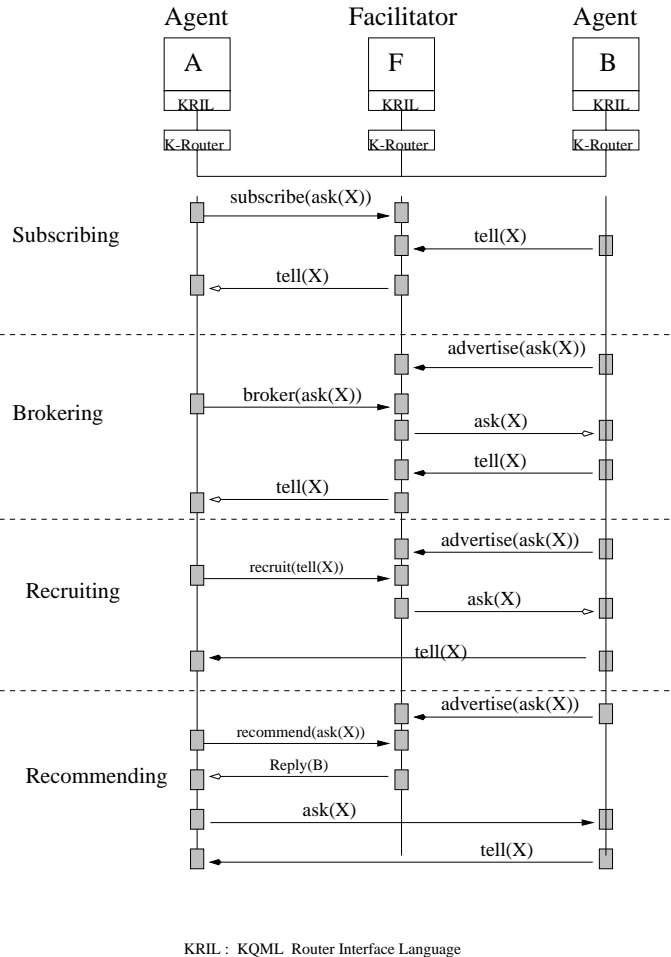 Agent Facilitator Agent
A F B
KRIL KRIL KRIL
K-Router K-Router K-Router
subscribe(ask(X))
Subscribing
tell(X)
tell(X)
advertise(ask(X))
broker(ask(X))
Brokering
ask(X)
tell(X)
tell(X)
advertise(ask(X))
recruit(tell(X))
Recruiting
ask(X)
tell(X)
advertise(ask(X))
recommend(ask(X))
Reply(B)
Recommending
ask(X)
tell(X)
KRIL : KQML Router Interface Language